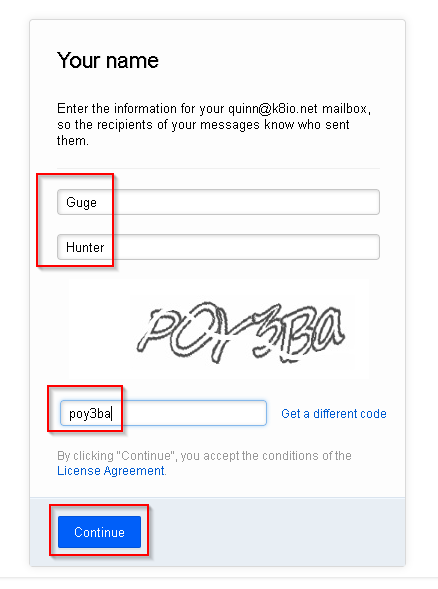 Your name
Enter the information for your quinn@k8io.net mailbox,
so the recipients of your messages know who sent
them.
Guge
Hunter
POY3Ba
poy3ba
Get a different code
By clicking "Continue", you accept the conditions of the
License Agreement.
Continue